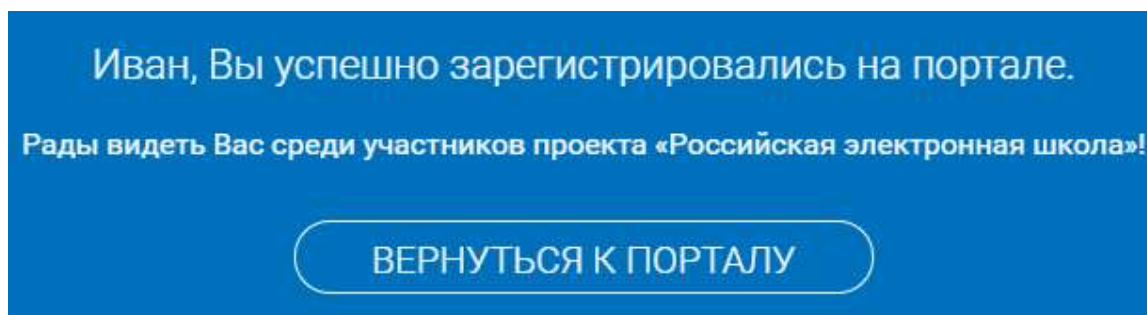 Иван, Вы успешно зарегистрировались на портале.
Рады видеть Вас среди участников проекта «Российская электронная школа»!
ВЕРНУТЬСЯ К ПОРТАЛУ